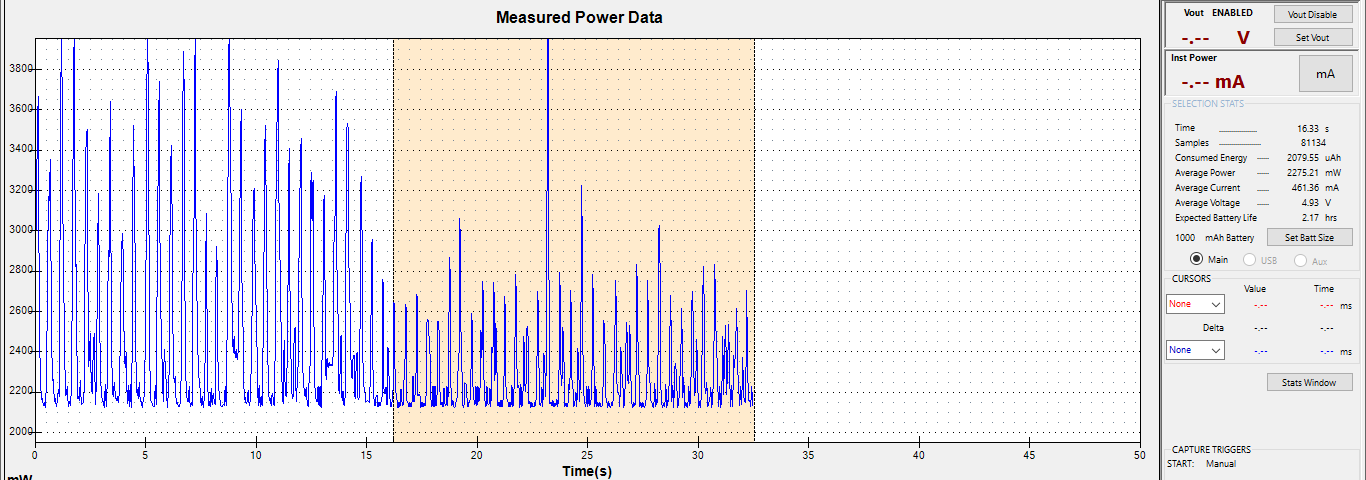 Measured Power Data
3800
3600
3400
3200
3000
2800
2600
2400
2200
2000
0 5 10 15 20 25 30 35 40 45 50
Time(s)
mW
Vout ENABLED Vout Disable
-.-- V Set Vout
Inst Power
-.-- mA mA
SELECTION STATS
Time 16.33 s
Samples 81134
Consumed Energy 2079.55 uAh
Average Power 2275.21 mW
Average Current 461.36 mA
Average Voltage 4.93 V
Expected Battery Life 2.17 hrs
1000 mAh Battery Set Batt Size
Main USB Aux
CURSORS
Value Time
None -.-- -.-- ms
Delta -.-- -.--
None -.-- -.-- ms
Stats Window
CAPTURE TRIGGERS
START: Manual